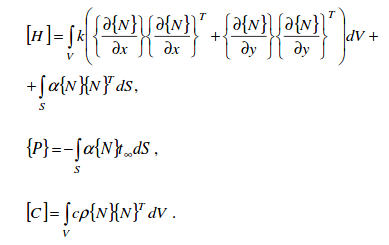 [H] = ∫_V k ( {∂{N}/∂x}{∂{N}/∂x}^T + {∂{N}/∂y}{∂{N}/∂y}^T ) dV +
+ ∫_S α{N}{N}^T dS,
{P} = −∫_S α{N}t_∞ dS ,
[C] = ∫_V cρ{N}{N}^T dV .